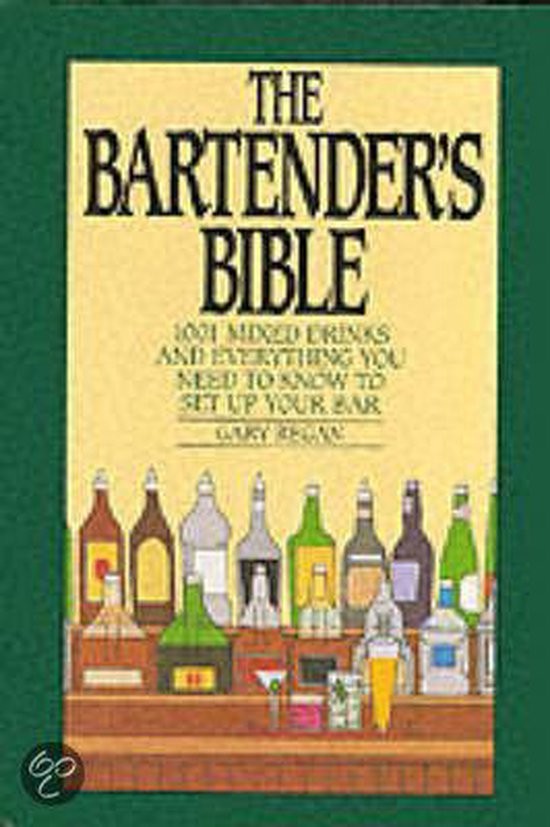 THE
BARTENDER'S
BIBLE
1001 MIXED DRINKS
AND EVERYTHING YOU
NEED TO KNOW TO
SET UP YOUR BAR
GARY REGAN